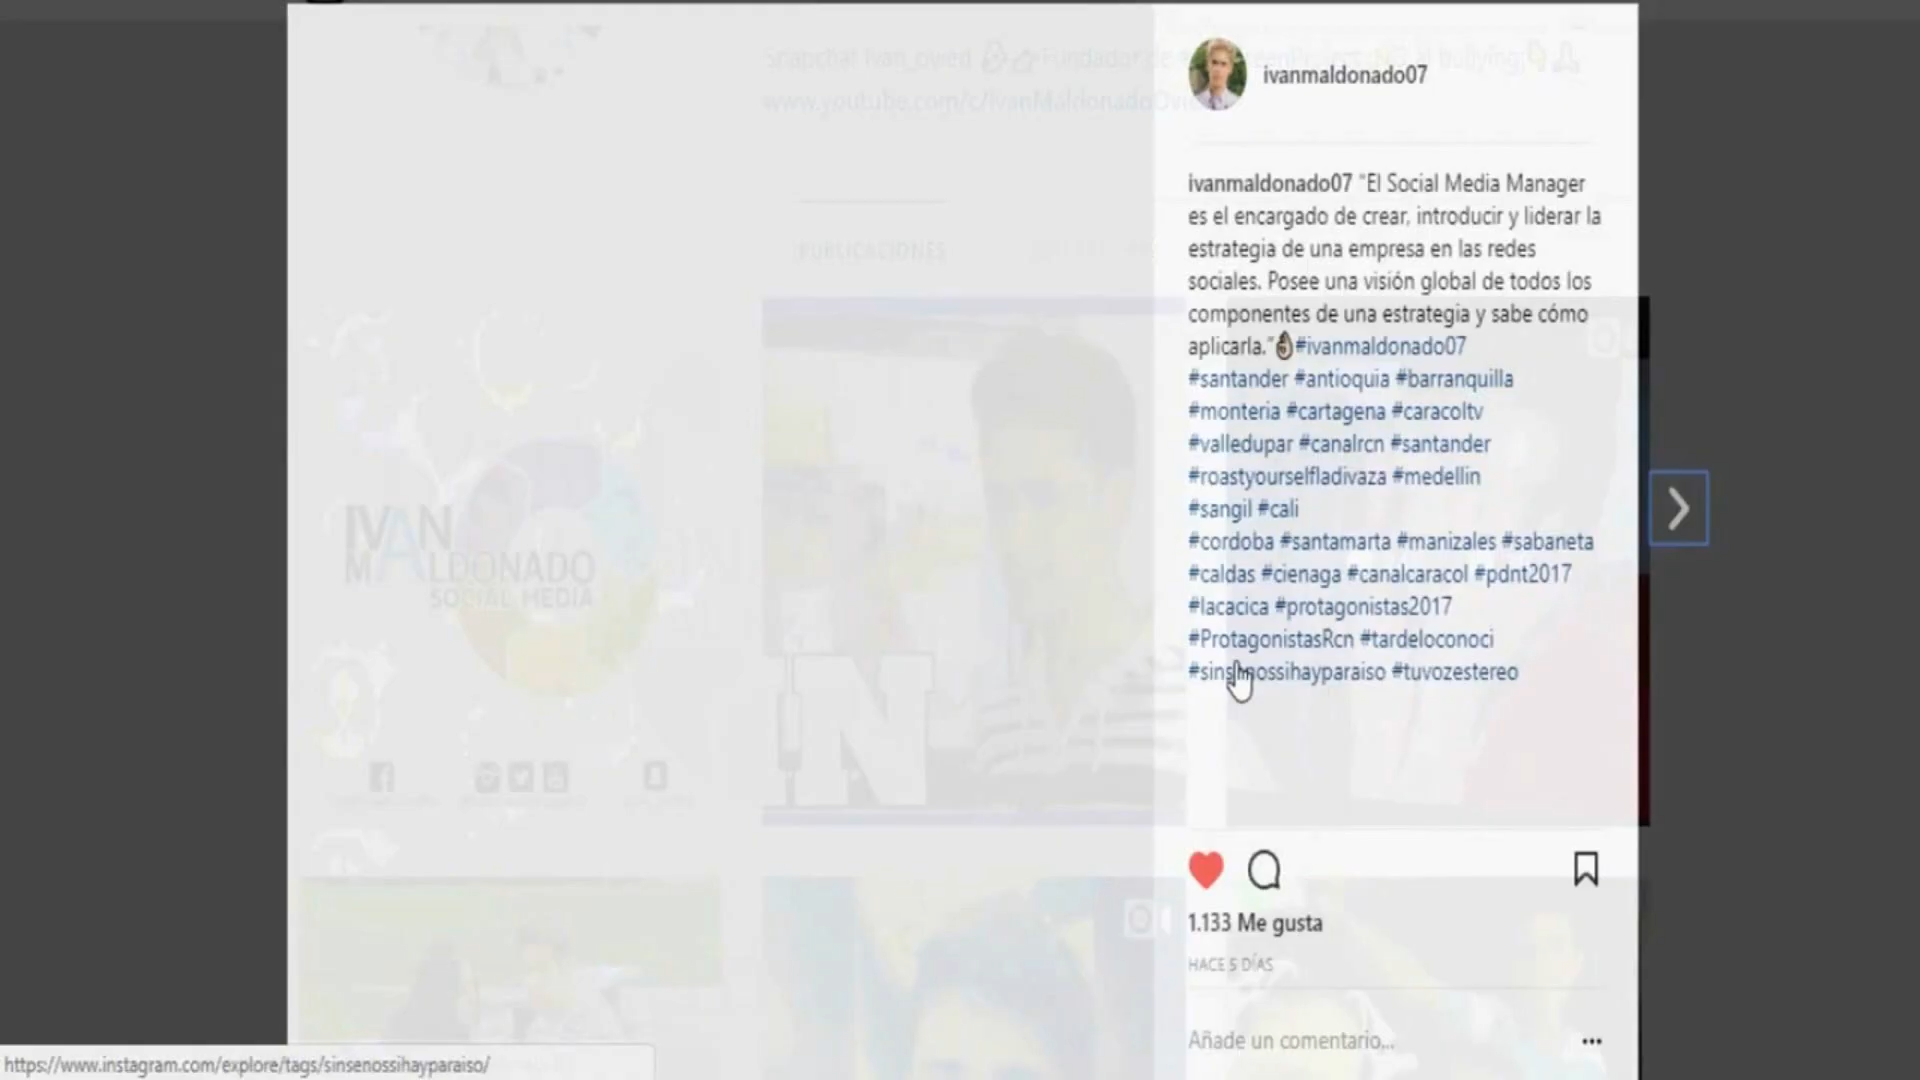 ivanmaldonado07
ivanmaldonado07 "El Social Media Manager
es el encargado de crear, introducir y liderar la
estrategia de una empresa en las redes
sociales. Posee una visión global de todos los
componentes de una estrategia y sabe cómo
aplicarla."👌#ivanmaldonado07
#santander #antioquia #barranquilla
#monteria #cartagena #caracoltv
#valledupar #canalrcn #santander
#roastyourselfladivaza #medellin
#sangil #cali
#cordoba #santamarta #manizales #sabaneta
#caldas #cienaga #canalcaracol #pdnt2017
#lacacica #protagonistas2017
#ProtagonistasRcn #tardeloconoci
#sinsenossihayparaiso #tuvozestereo
1.133 Me gusta
HACE 5 DÍAS
Añade un comentario...
Snapchat Ivan_ovied Fundador de
www.youtube.com/c/IvanMaldonadoOvie
PUBLICACIONES
IVAN
MALDONADO
SOCIAL MEDIA
N
https://www.instagram.com/explore/tags/sinsenossihayparaiso/